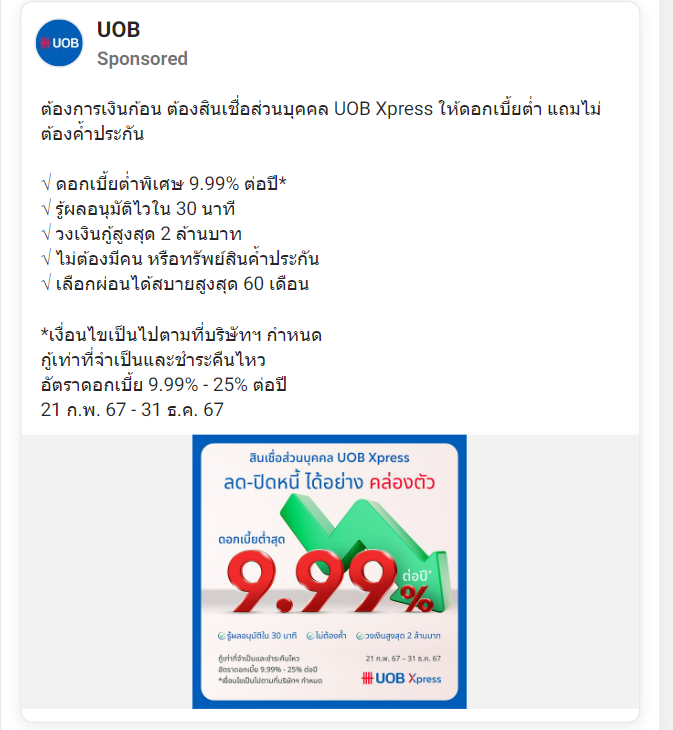 UOB
UOB
Sponsored
ต้องการเงินก้อน ต้องสินเชื่อส่วนบุคคล UOB Xpress ให้ดอกเบี้ยต่ำ แถมไม่
ต้องค้ำประกัน
√ ดอกเบี้ยต่ำพิเศษ 9.99% ต่อปี*
√ รู้ผลอนุมัติไวใน 30 นาที
√ วงเงินกู้สูงสุด 2 ล้านบาท
√ ไม่ต้องมีคน หรือทรัพย์สินค้ำประกัน
√ เลือกผ่อนได้สบายสูงสุด 60 เดือน
*เงื่อนไขเป็นไปตามที่บริษัทฯ กำหนด
กู้เท่าที่จำเป็นและชำระคืนไหว
อัตราดอกเบี้ย 9.99% - 25% ต่อปี
21 ก.พ. 67 - 31 ธ.ค. 67
สินเชื่อส่วนบุคคล UOB Xpress
ลด-ปิดหนี้ ได้อย่าง คล่องตัว
ดอกเบี้ยต่ำสุด
9.99% ต่อปี*
รู้ผลอนุมัติใน 30 นาที ไม่ต้องค้ำ วงเงินสูงสุด 2 ล้านบาท
กู้เท่าที่จำเป็นและชำระคืนไหว
อัตราดอกเบี้ย 9.99% - 25% ต่อปี
*เงื่อนไขเป็นไปตามที่บริษัทฯ กำหนด
21 ก.พ. 67 - 31 ธ.ค. 67
UOB Xpress